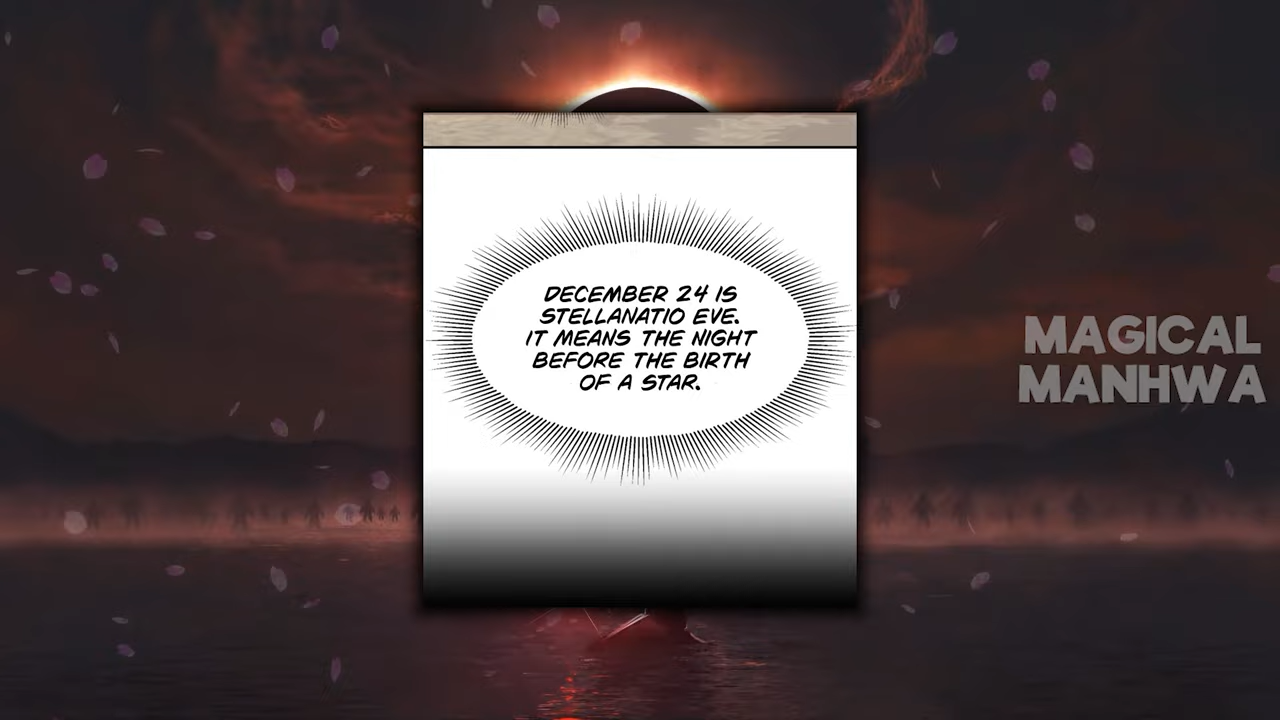 DECEMBER 24 IS
STELLANATIO EVE.
IT MEANS THE NIGHT
BEFORE THE BIRTH
OF A STAR.
MAGICAL
MANHWA